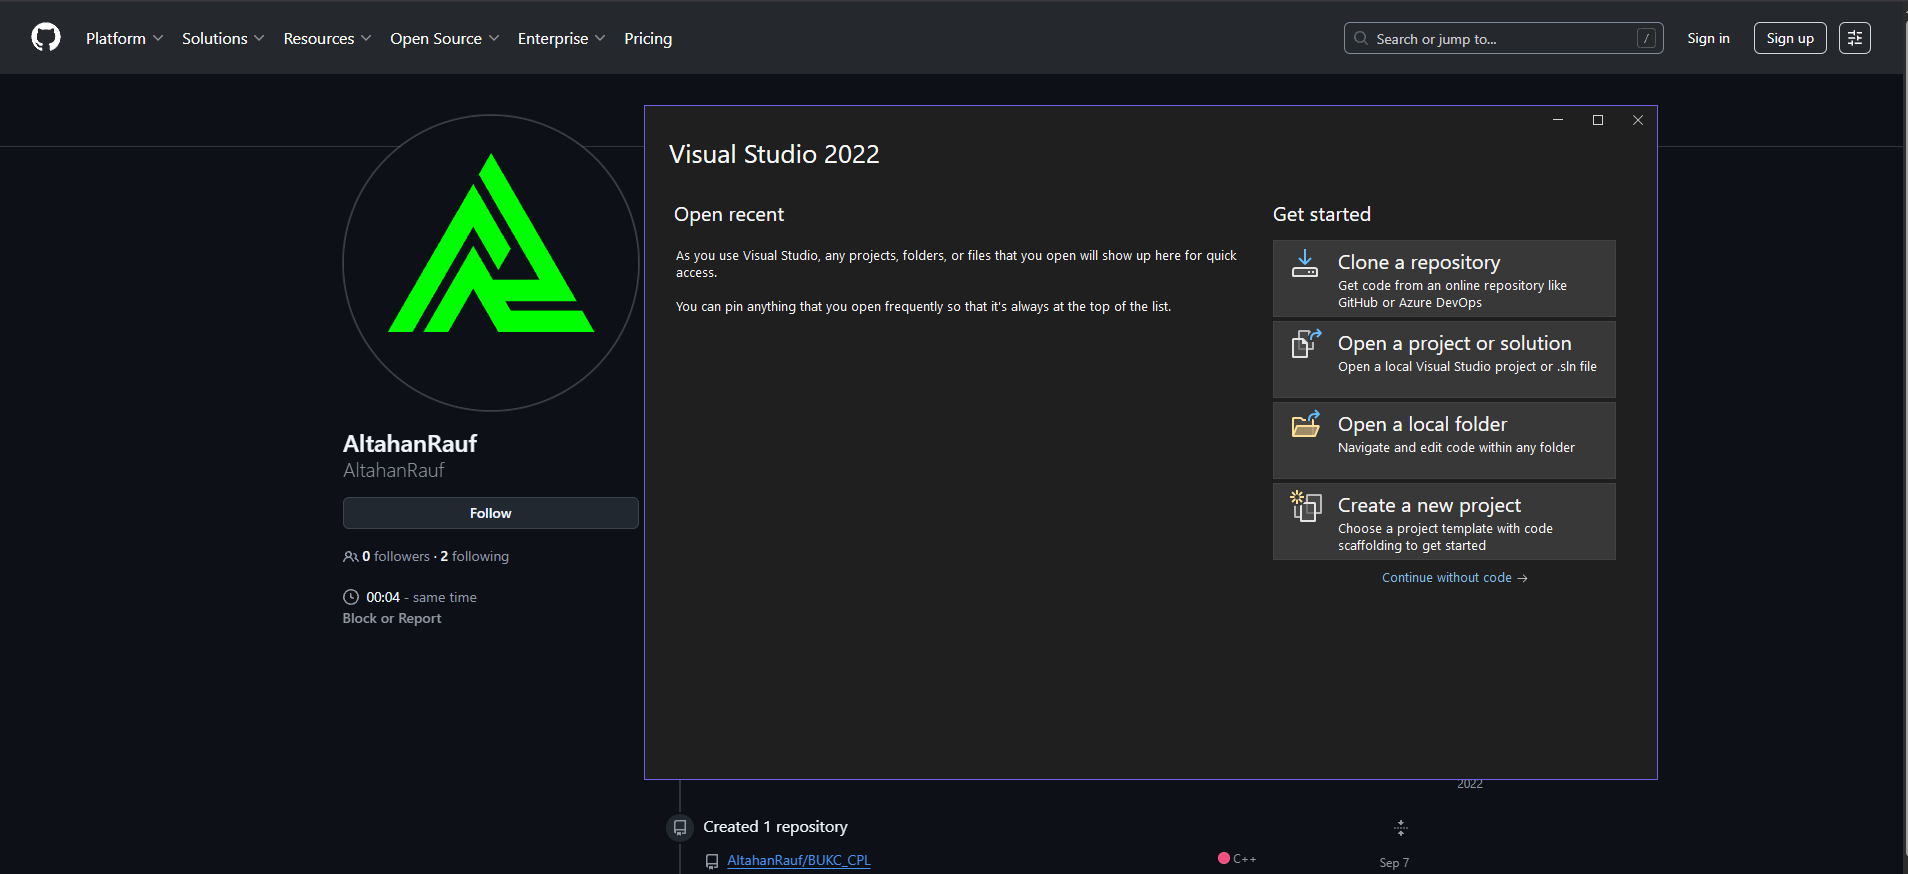 Platform Solutions Resources Open Source Enterprise Pricing Search or jump to... / Sign in Sign up
Visual Studio 2022
Open recent
As you use Visual Studio, any projects, folders, or files that you open will show up here for quick
access.
You can pin anything that you open frequently so that it's always at the top of the list.
Get started
Clone a repository
Get code from an online repository like
GitHub or Azure DevOps
Open a project or solution
Open a local Visual Studio project or .sln file
Open a local folder
Navigate and edit code within any folder
Create a new project
Choose a project template with code
scaffolding to get started
Continue without code →
AltahanRauf
AltahanRauf
Follow
0 followers · 2 following
00:04 - same time
Block or Report
2022
Created 1 repository
AltahanRauf/BUKC_CPL C++ Sep 7